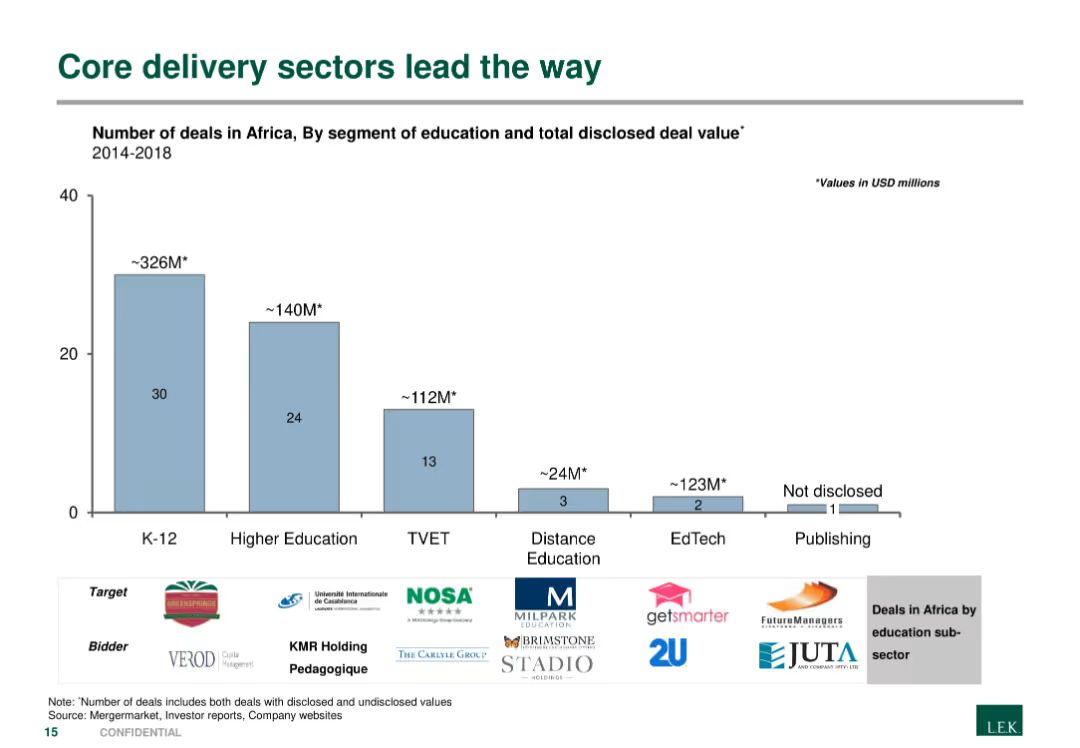 Core delivery sectors lead the way
Number of deals in Africa, By segment of education and total disclosed deal value*
2014-2018
*Values in USD millions
40
20
0
~326M*
~140M*
~112M*
~24M*
~123M*
Not disclosed
30
24
13
3
2
1
K-12
Higher Education
TVET
Distance
Education
EdTech
Publishing
Target
GREENSPRINGS
Université Internationale
de Casablanca
NOSA
M
MILPARK
EDUCATION
getsmarter
FutureManagers
Deals in Africa by
education sub-
sector
Bidder
VEROD Capital
Management
KMR Holding
Pedagogique
THE CARLYLE GROUP
BRIMSTONE
STADIO
HOLDINGS
2U
JUTA
AND COMPANY (PTY) LTD
Note: *Number of deals includes both deals with disclosed and undisclosed values
Source: Mergermarket, Investor reports, Company websites
15 CONFIDENTIAL
L.E.K.